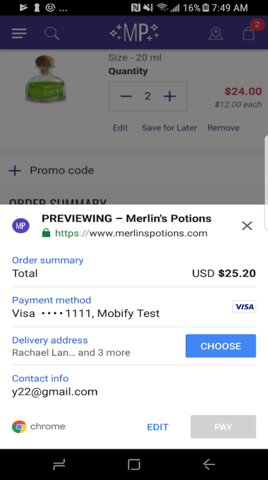 16% 7:49 AM
MP
2
Size - 20 ml
Quantity
$24.00
− 2 +
$12.00 each
Edit Save for Later Remove
+ Promo code
ORDER SUMMARY
MP
PREVIEWING – Merlin's Potions
https://www.merlinspotions.com
Order summary
Total USD $25.20
Payment method
Visa ••••1111, Mobify Test
VISA
Delivery address
Rachael Lan... and 3 more
CHOOSE
Contact info
y22@gmail.com
chrome EDIT PAY